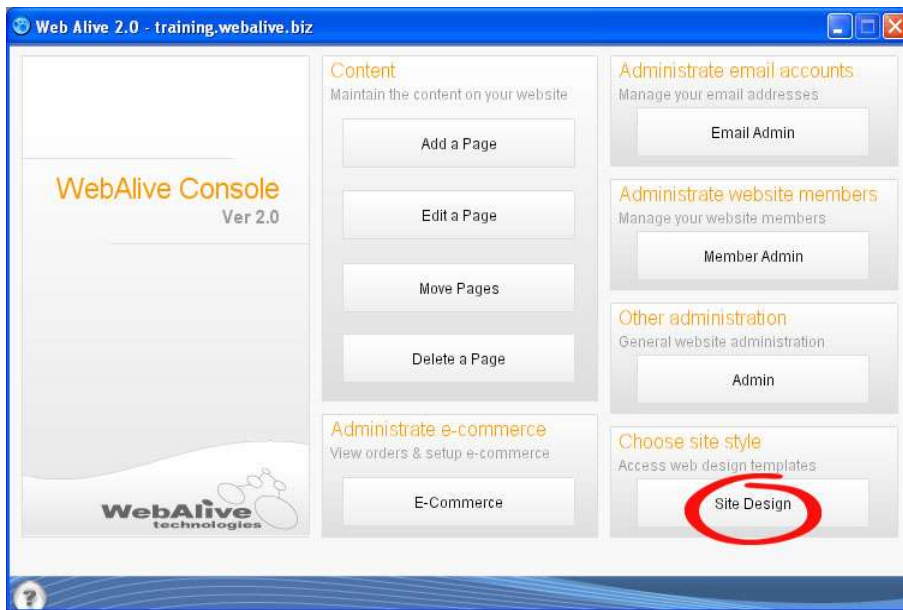 Web Alive 2.0 - training.webalive.biz
WebAlive Console
Ver 2.0
WebAlive
technologies
Content
Maintain the content on your website
Add a Page
Edit a Page
Move Pages
Delete a Page
Administrate e-commerce
View orders & setup e-commerce
E-Commerce
Administrate email accounts
Manage your email addresses
Email Admin
Administrate website members
Manage your website members
Member Admin
Other administration
General website administration
Admin
Choose site style
Access web design templates
Site Design
?